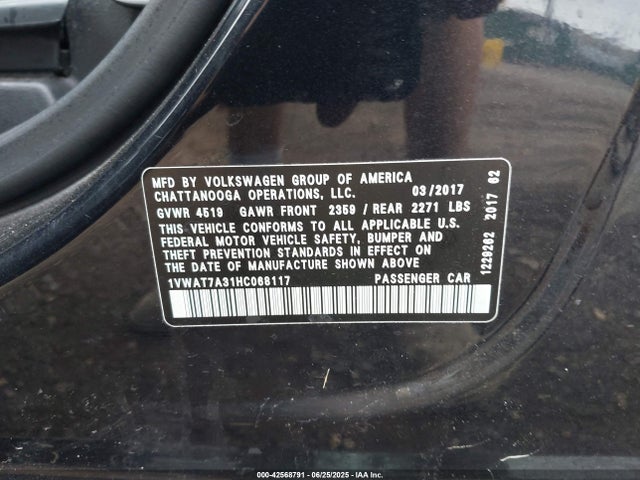 MFD BY VOLKSWAGEN GROUP OF AMERICA
CHATTANOOGA OPERATIONS, LLC. 03/2017
GVWR 4519 GAWR FRONT 2359 / REAR 2271 LBS
THIS VEHICLE CONFORMS TO ALL APPLICABLE U.S.
FEDERAL MOTOR VEHICLE SAFETY, BUMPER AND
THEFT PREVENTION STANDARDS IN EFFECT ON THE
DATE OF MANUFACTURE SHOWN ABOVE
1VWAT7A31HC068117 PASSENGER CAR
1229262 2017 02
000-42568791 - 06/25/2025 - IAA Inc.